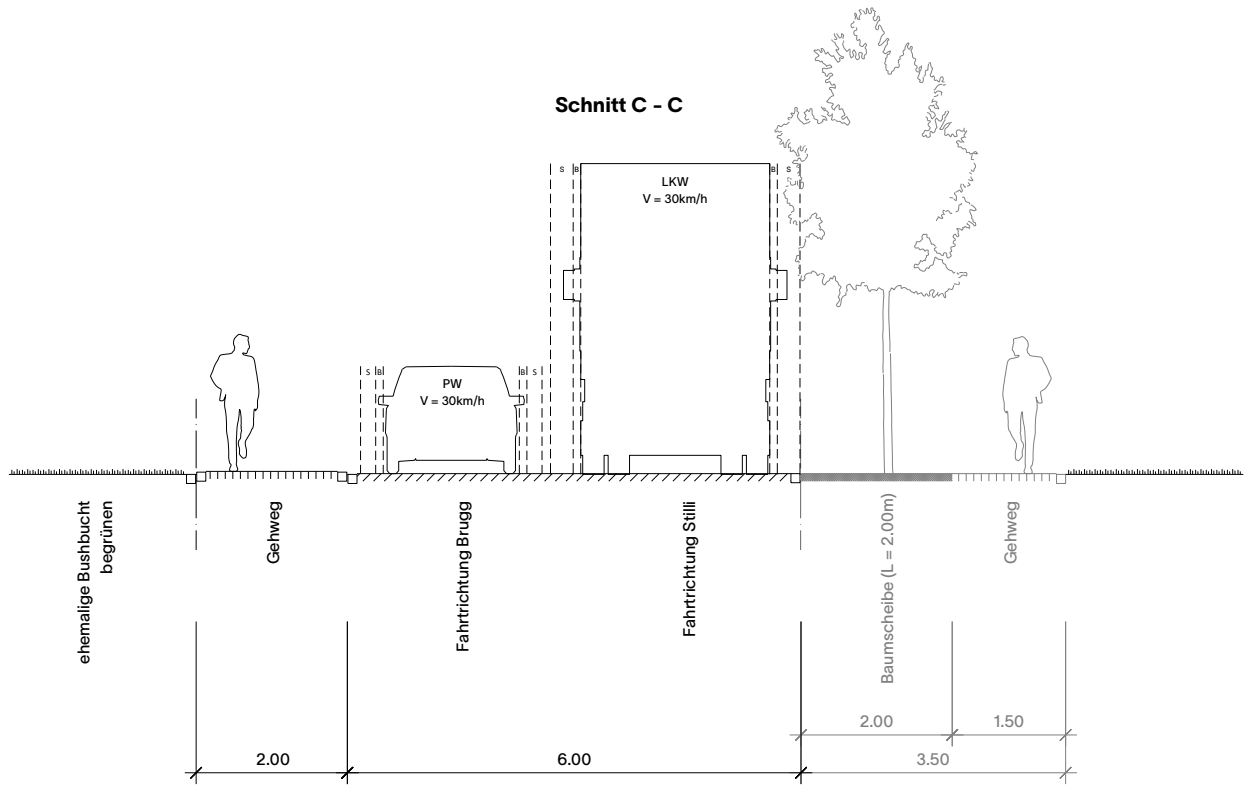 Schnitt C - C
S
B
LKW
V = 30km/h
B
S
S
B
PW
V = 30km/h
B
S
ehemalige Bushbucht
begrünen
Gehweg
Fahrtrichtung Brugg
Fahrtrichtung Stilli
Baumscheibe (L = 2.00m)
Gehweg
2.00
1.50
2.00
6.00
3.50